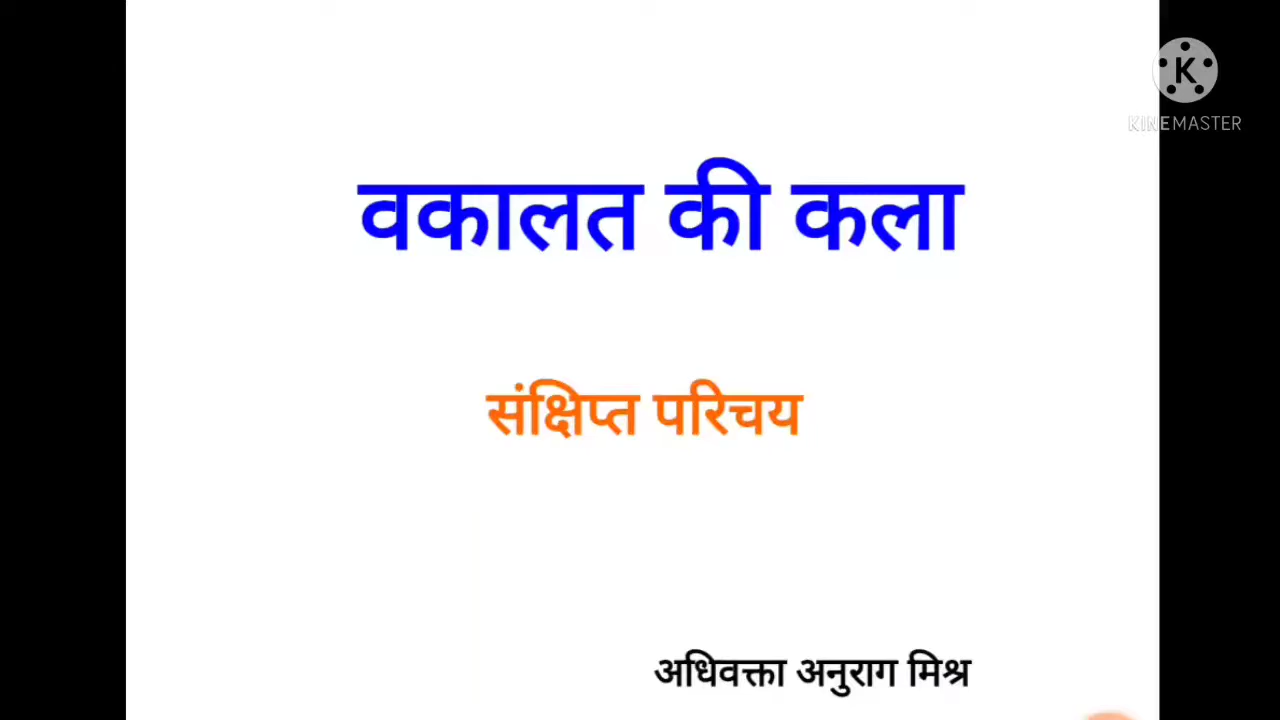 K
KINEMASTER
वकालत की कला
संक्षिप्त परिचय
अधिवक्ता अनुराग मिश्र